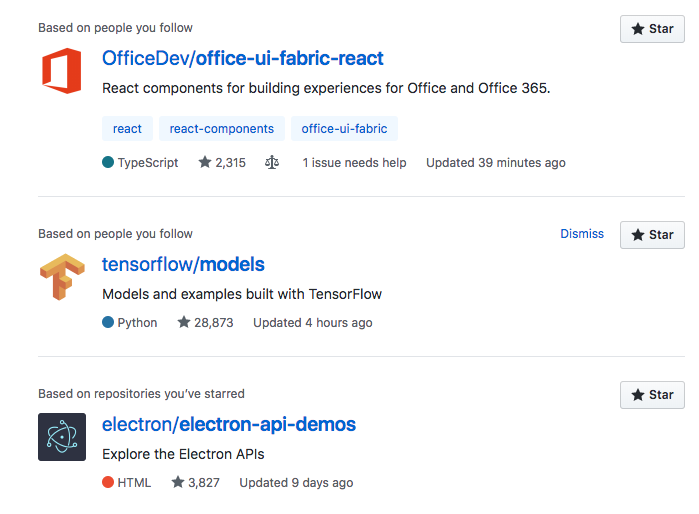 Based on people you follow
Star
OfficeDev/office-ui-fabric-react
React components for building experiences for Office and Office 365.
react react-components office-ui-fabric
TypeScript 2,315 1 issue needs help Updated 39 minutes ago
Based on people you follow Dismiss Star
tensorflow/models
Models and examples built with TensorFlow
Python 28,873 Updated 4 hours ago
Based on repositories you've starred Star
electron/electron-api-demos
Explore the Electron APIs
HTML 3,827 Updated 9 days ago